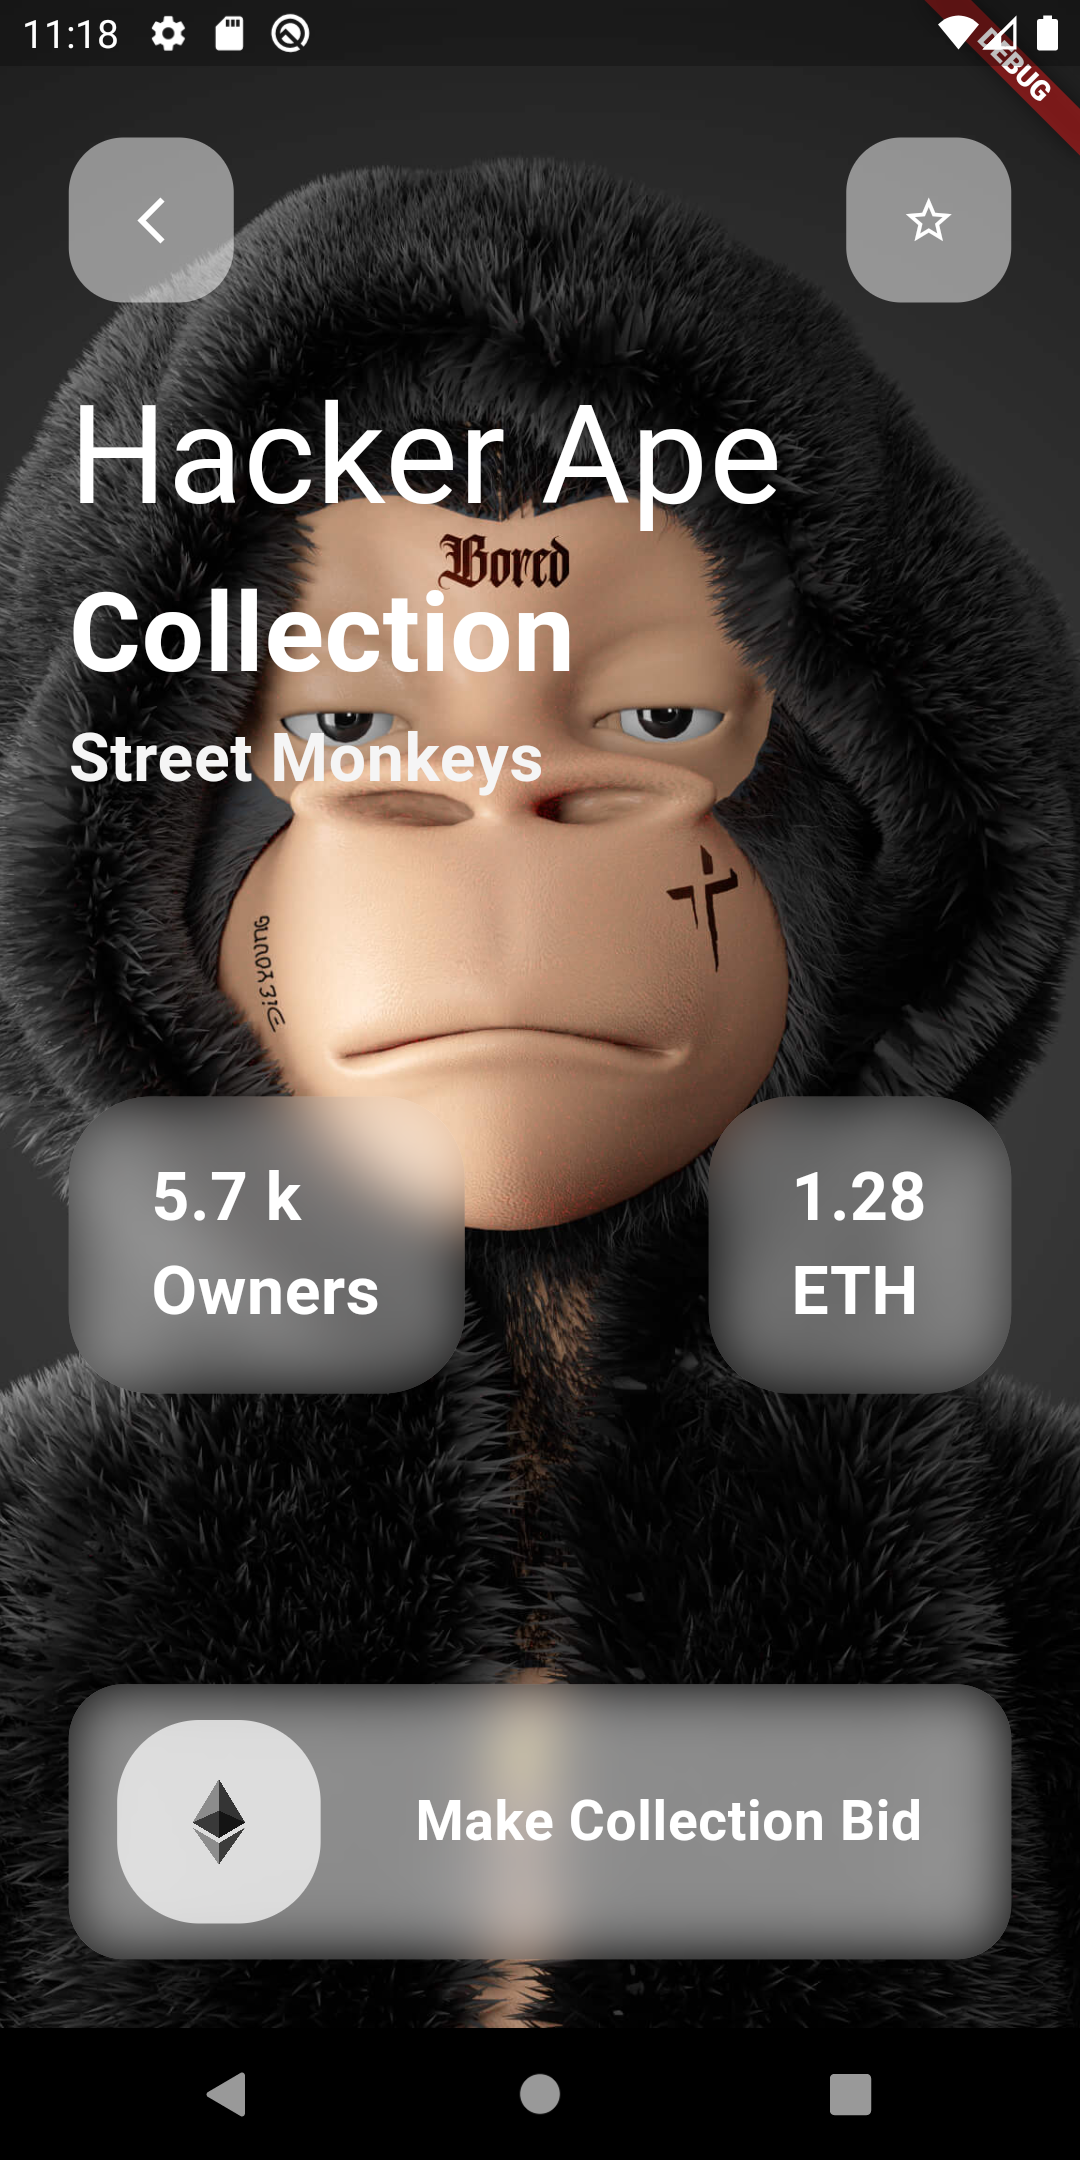 11:18
DEBUG
Hacker Ape
Bored
Collection
Street Monkeys
Die Young
5.7 k
Owners
1.28
ETH
Make Collection Bid